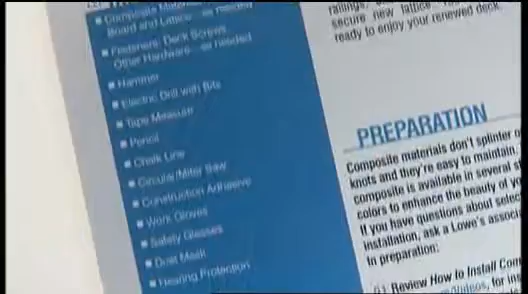 Composite
Board and Lattice as needed
Fasteners: Deck Screws,
Other Hardware as needed
Hammer
Electric Drill with Bits
Tape Measure
Pencil
Chalk Line
Circular/Miter Saw
Construction Adhesive
Work Gloves
Safety Glasses
Dust Mask
Hearing Protection
railings,
secure new lattice.
ready to enjoy your renewed deck.
PREPARATION
Composite materials don't splinter
knots and they're easy to maintain.
composite is available in several
colors to enhance the beauty of
If you have questions about
installation, ask a Lowe's
In preparation:
Review How to Install
for